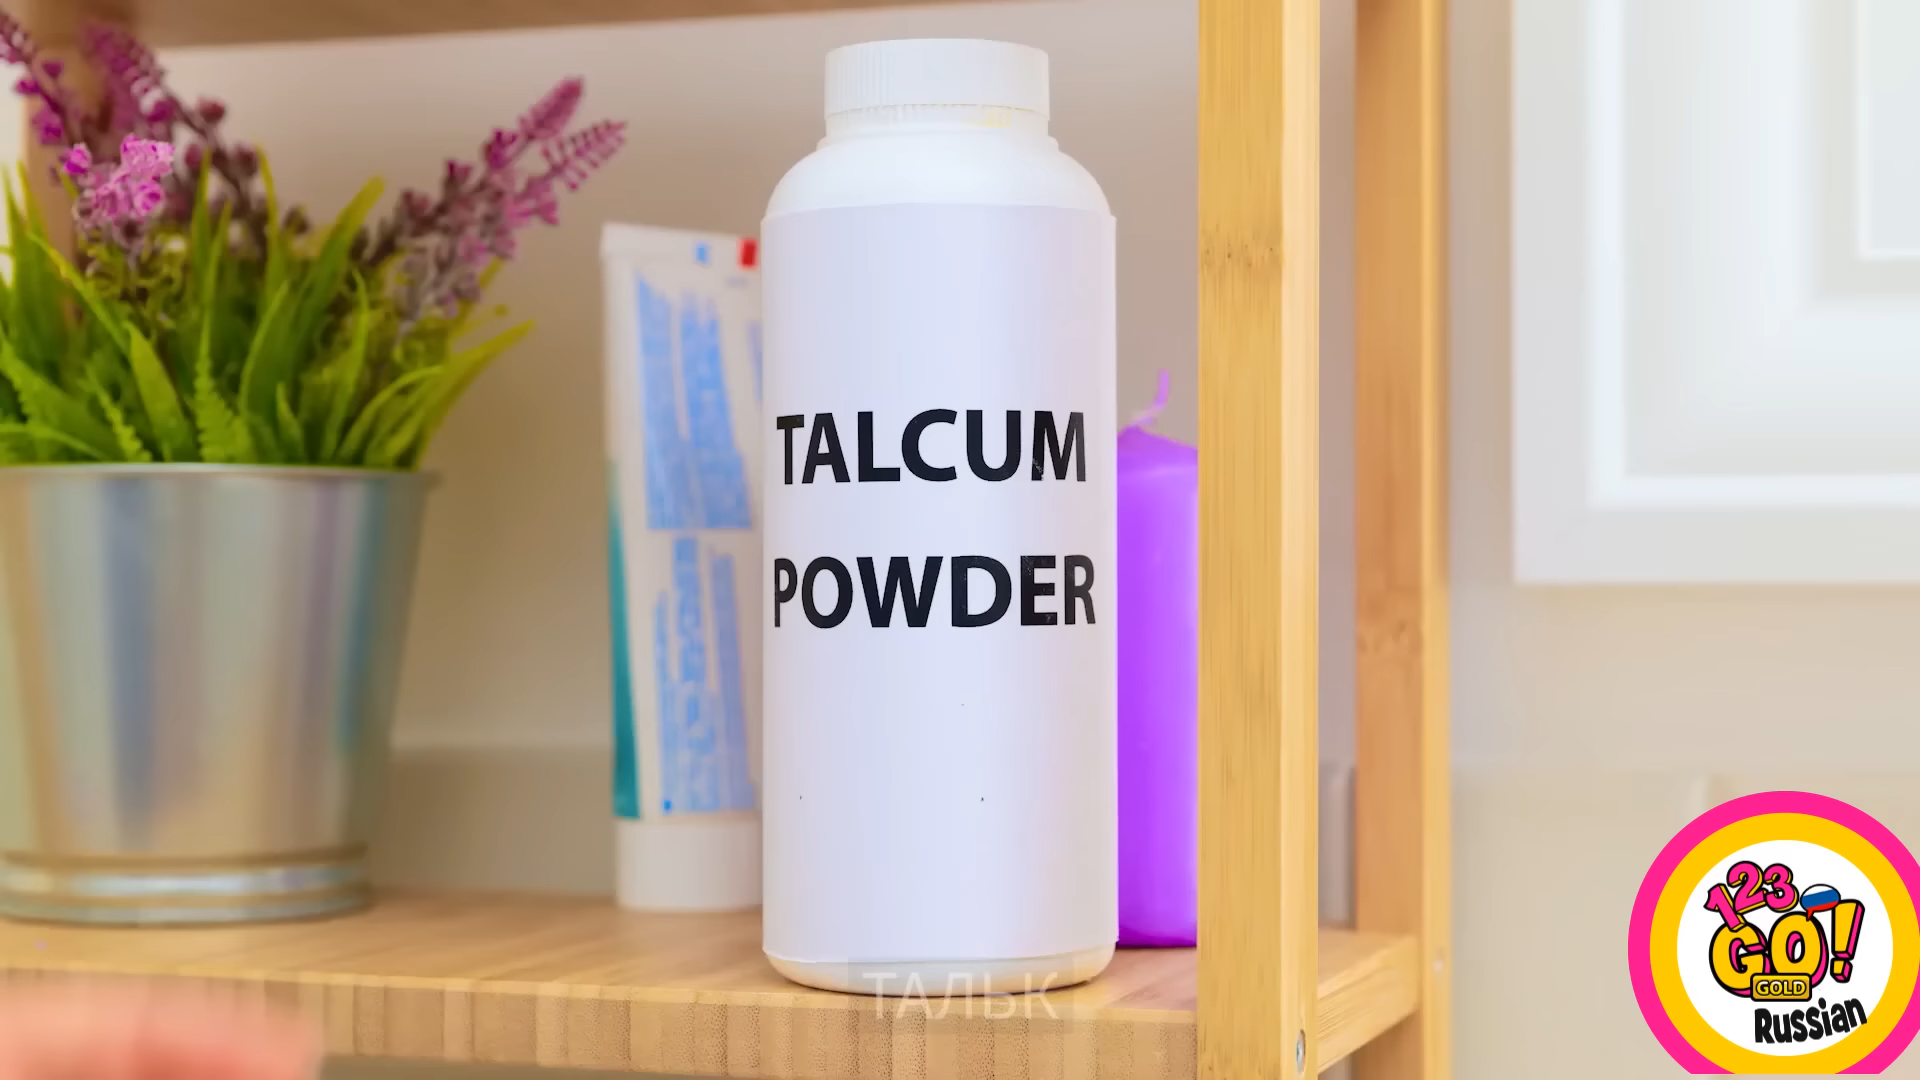 TALCUM
POWDER
ТАЛЬК
123
GO!
GOLD
Russian